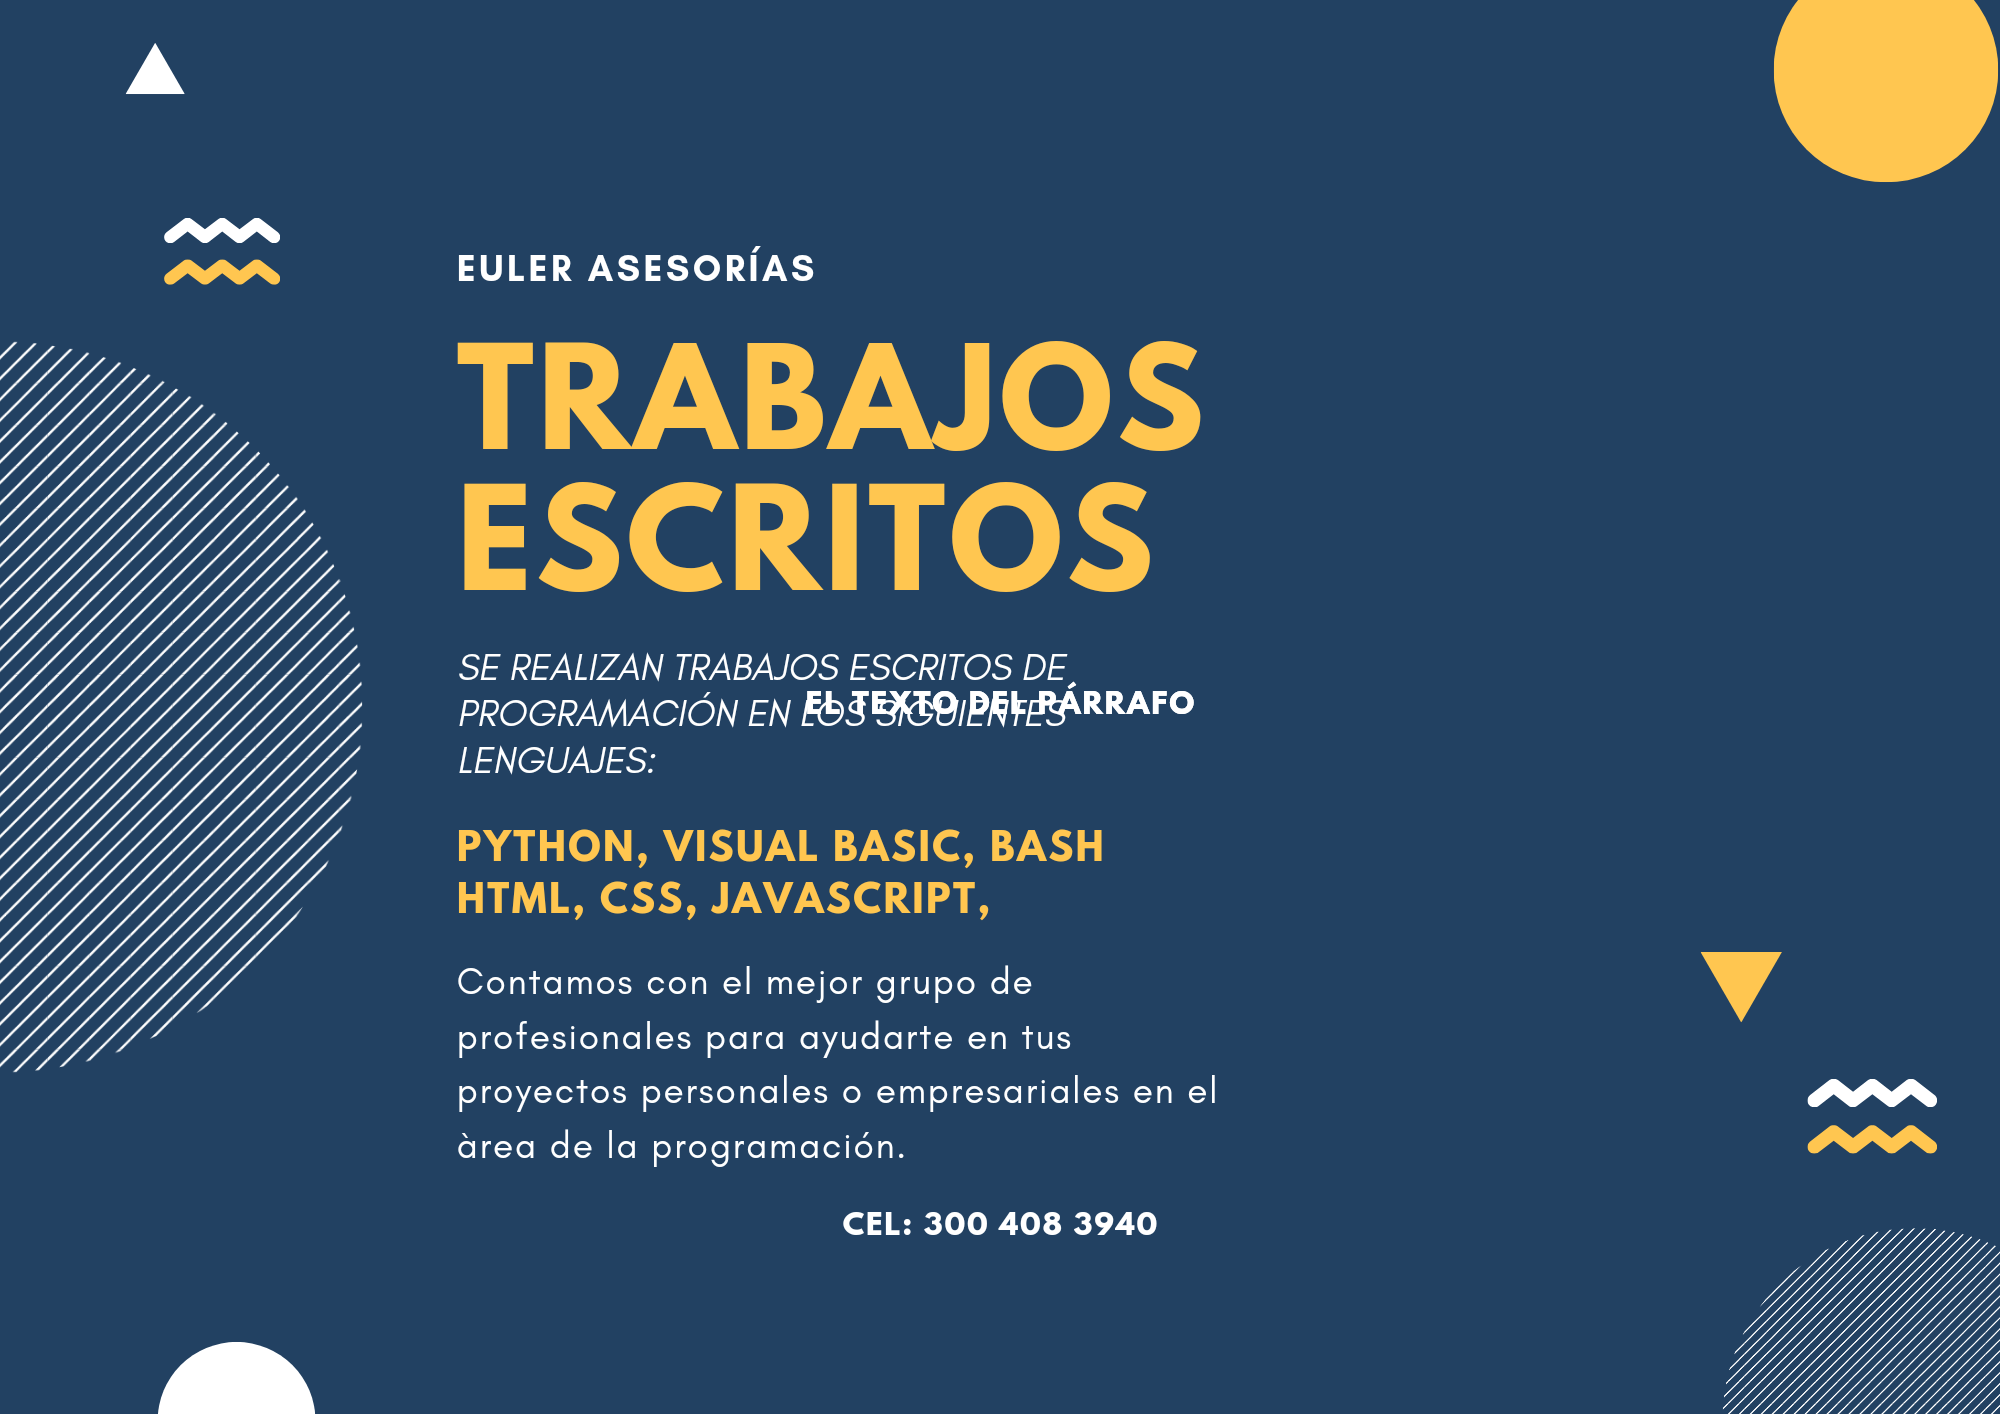 EULER ASESORÍAS
TRABAJOS
ESCRITOS
SE REALIZAN TRABAJOS ESCRITOS DE
EL TEXTO DEL PÁRRAFO
PROGRAMACIÓN EN LOS SIGUIENTES
LENGUAJES:
PYTHON, VISUAL BASIC, BASH
HTML, CSS, JAVASCRIPT,
Contamos con el mejor grupo de
profesionales para ayudarte en tus
proyectos personales o empresariales en el
àrea de la programación.
CEL: 300 408 3940